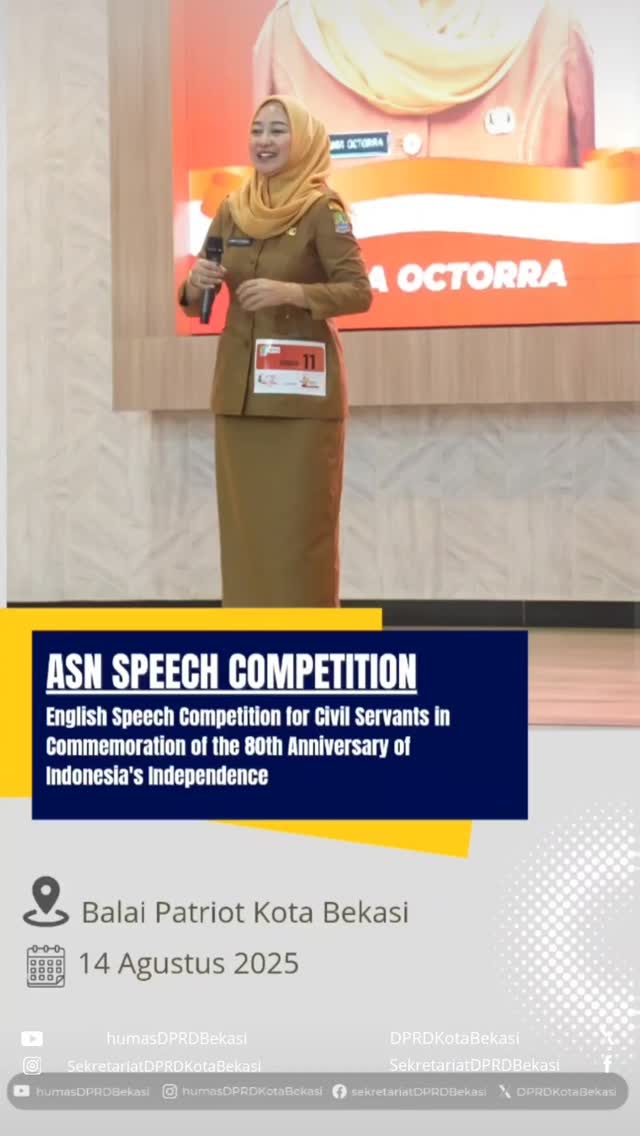 OCTORRA
A OCTORRA
11
ASN SPEECH COMPETITION
English Speech Competition for Civil Servants in
Commemoration of the 80th Anniversary of
Indonesia's Independence
Balai Patriot Kota Bekasi
14 Agustus 2025
humasDPRDBekasi DPRDKotaBekasi
SekretariatDPRDKotaBekasi SekretariatDPRDBekasi
humasDPRDBekasi humasDPRDKotaBekasi sekretariatDPRDBekasi DPRDKotaBekasi